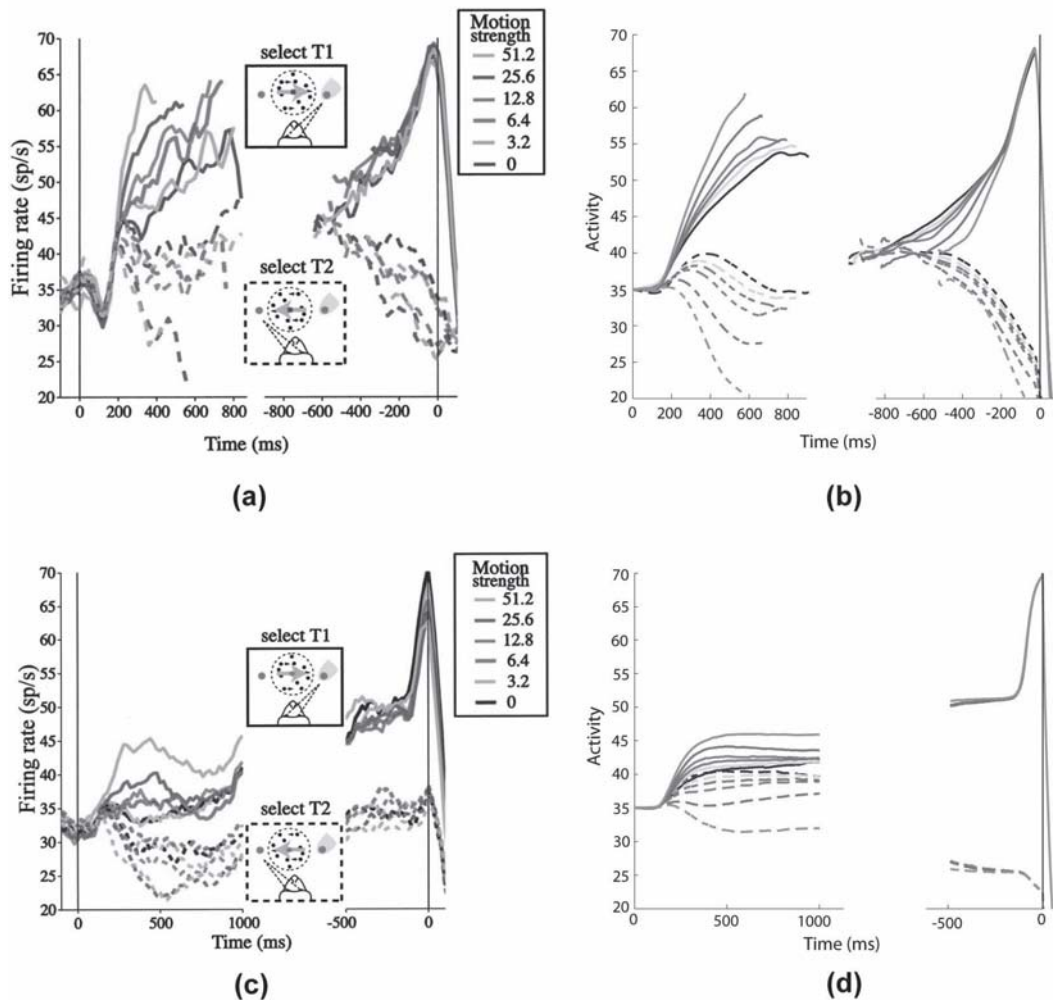 select T1
select T2
Motion
strength
51.2
25.6
12.8
6.4
3.2
0
Firing rate (sp/s)
70
65
60
55
50
45
40
35
30
25
20
0 200 400 600 800
-800 -600 -400 -200 0
Time (ms)
(a)
Activity
70
65
60
55
50
45
40
35
30
25
20
0 200 400 600 800
-800 -600 -400 -200 0
Time (ms)
(b)
select T1
select T2
Motion
strength
51.2
25.6
12.8
6.4
3.2
0
Firing rate (sp/s)
70
65
60
55
50
45
40
35
30
25
20
0 500 1000
-500 0
Time (ms)
(c)
Activity
70
65
60
55
50
45
40
35
30
25
20
0 500 1000
-500 0
Time (ms)
(d)